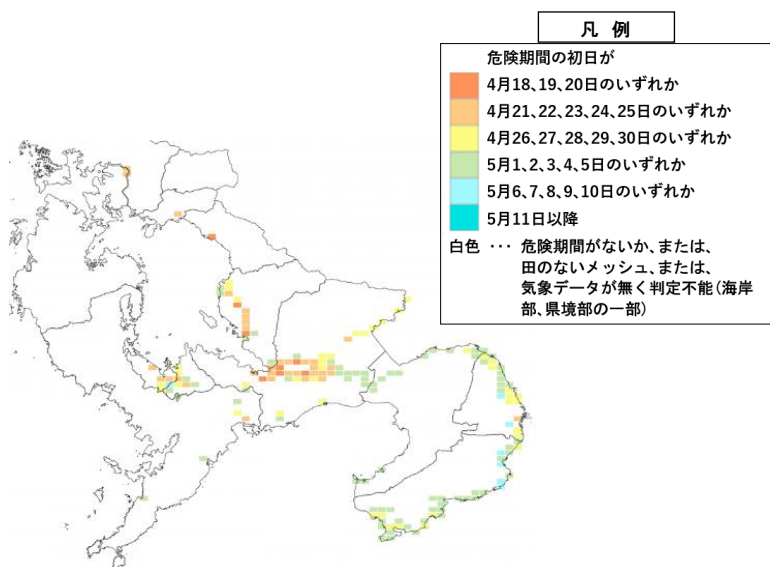 凡 例
危険期間の初日が
4月18、19、20日のいずれか
4月21、22、23、24、25日のいずれか
4月26、27、28、29、30日のいずれか
5月1、2、3、4、5日のいずれか
5月6、7、8、9、10日のいずれか
5月11日以降
白色 ･･･ 危険期間がないか、または、
田のないメッシュ、または、
気象データが無く判定不能(海岸
部、県境部の一部)